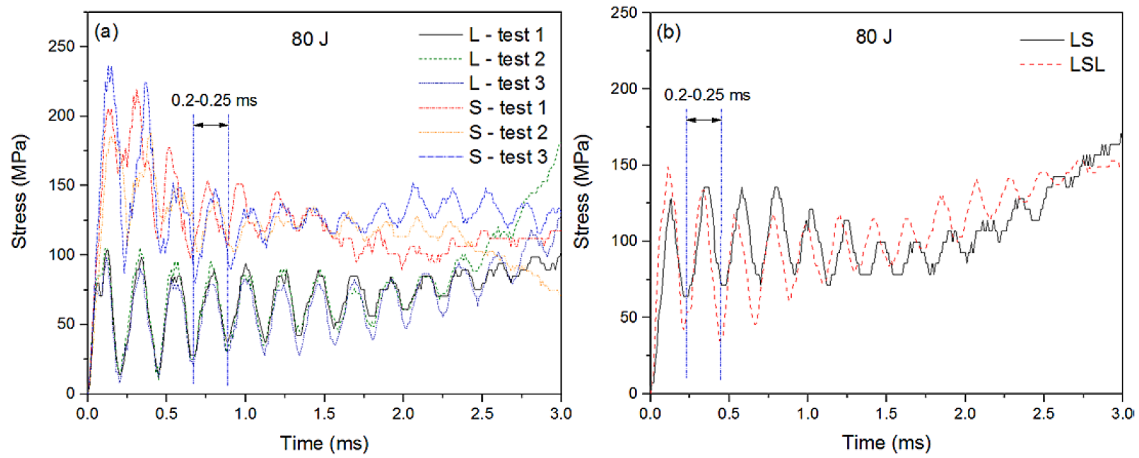 (a)
80 J
L - test 1
L - test 2
L - test 3
S - test 1
S - test 2
S - test 3
0.2-0.25 ms
250
200
150
100
50
0
Stress (MPa)
0.0 0.5 1.0 1.5 2.0 2.5 3.0
Time (ms)
(b)
80 J
LS
LSL
0.2-0.25 ms
250
200
150
100
50
0
Stress (MPa)
0.0 0.5 1.0 1.5 2.0 2.5 3.0
Time (ms)